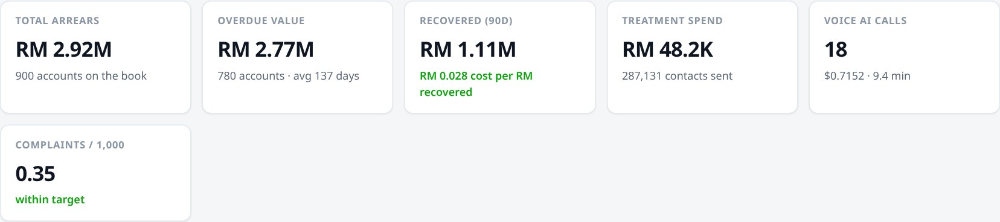 TOTAL ARREARS
RM 2.92M
900 accounts on the book
OVERDUE VALUE
RM 2.77M
780 accounts · avg 137 days
RECOVERED (90D)
RM 1.11M
RM 0.028 cost per RM
recovered
TREATMENT SPEND
RM 48.2K
287,131 contacts sent
VOICE AI CALLS
18
$0.7152 · 9.4 min
COMPLAINTS / 1,000
0.35
within target